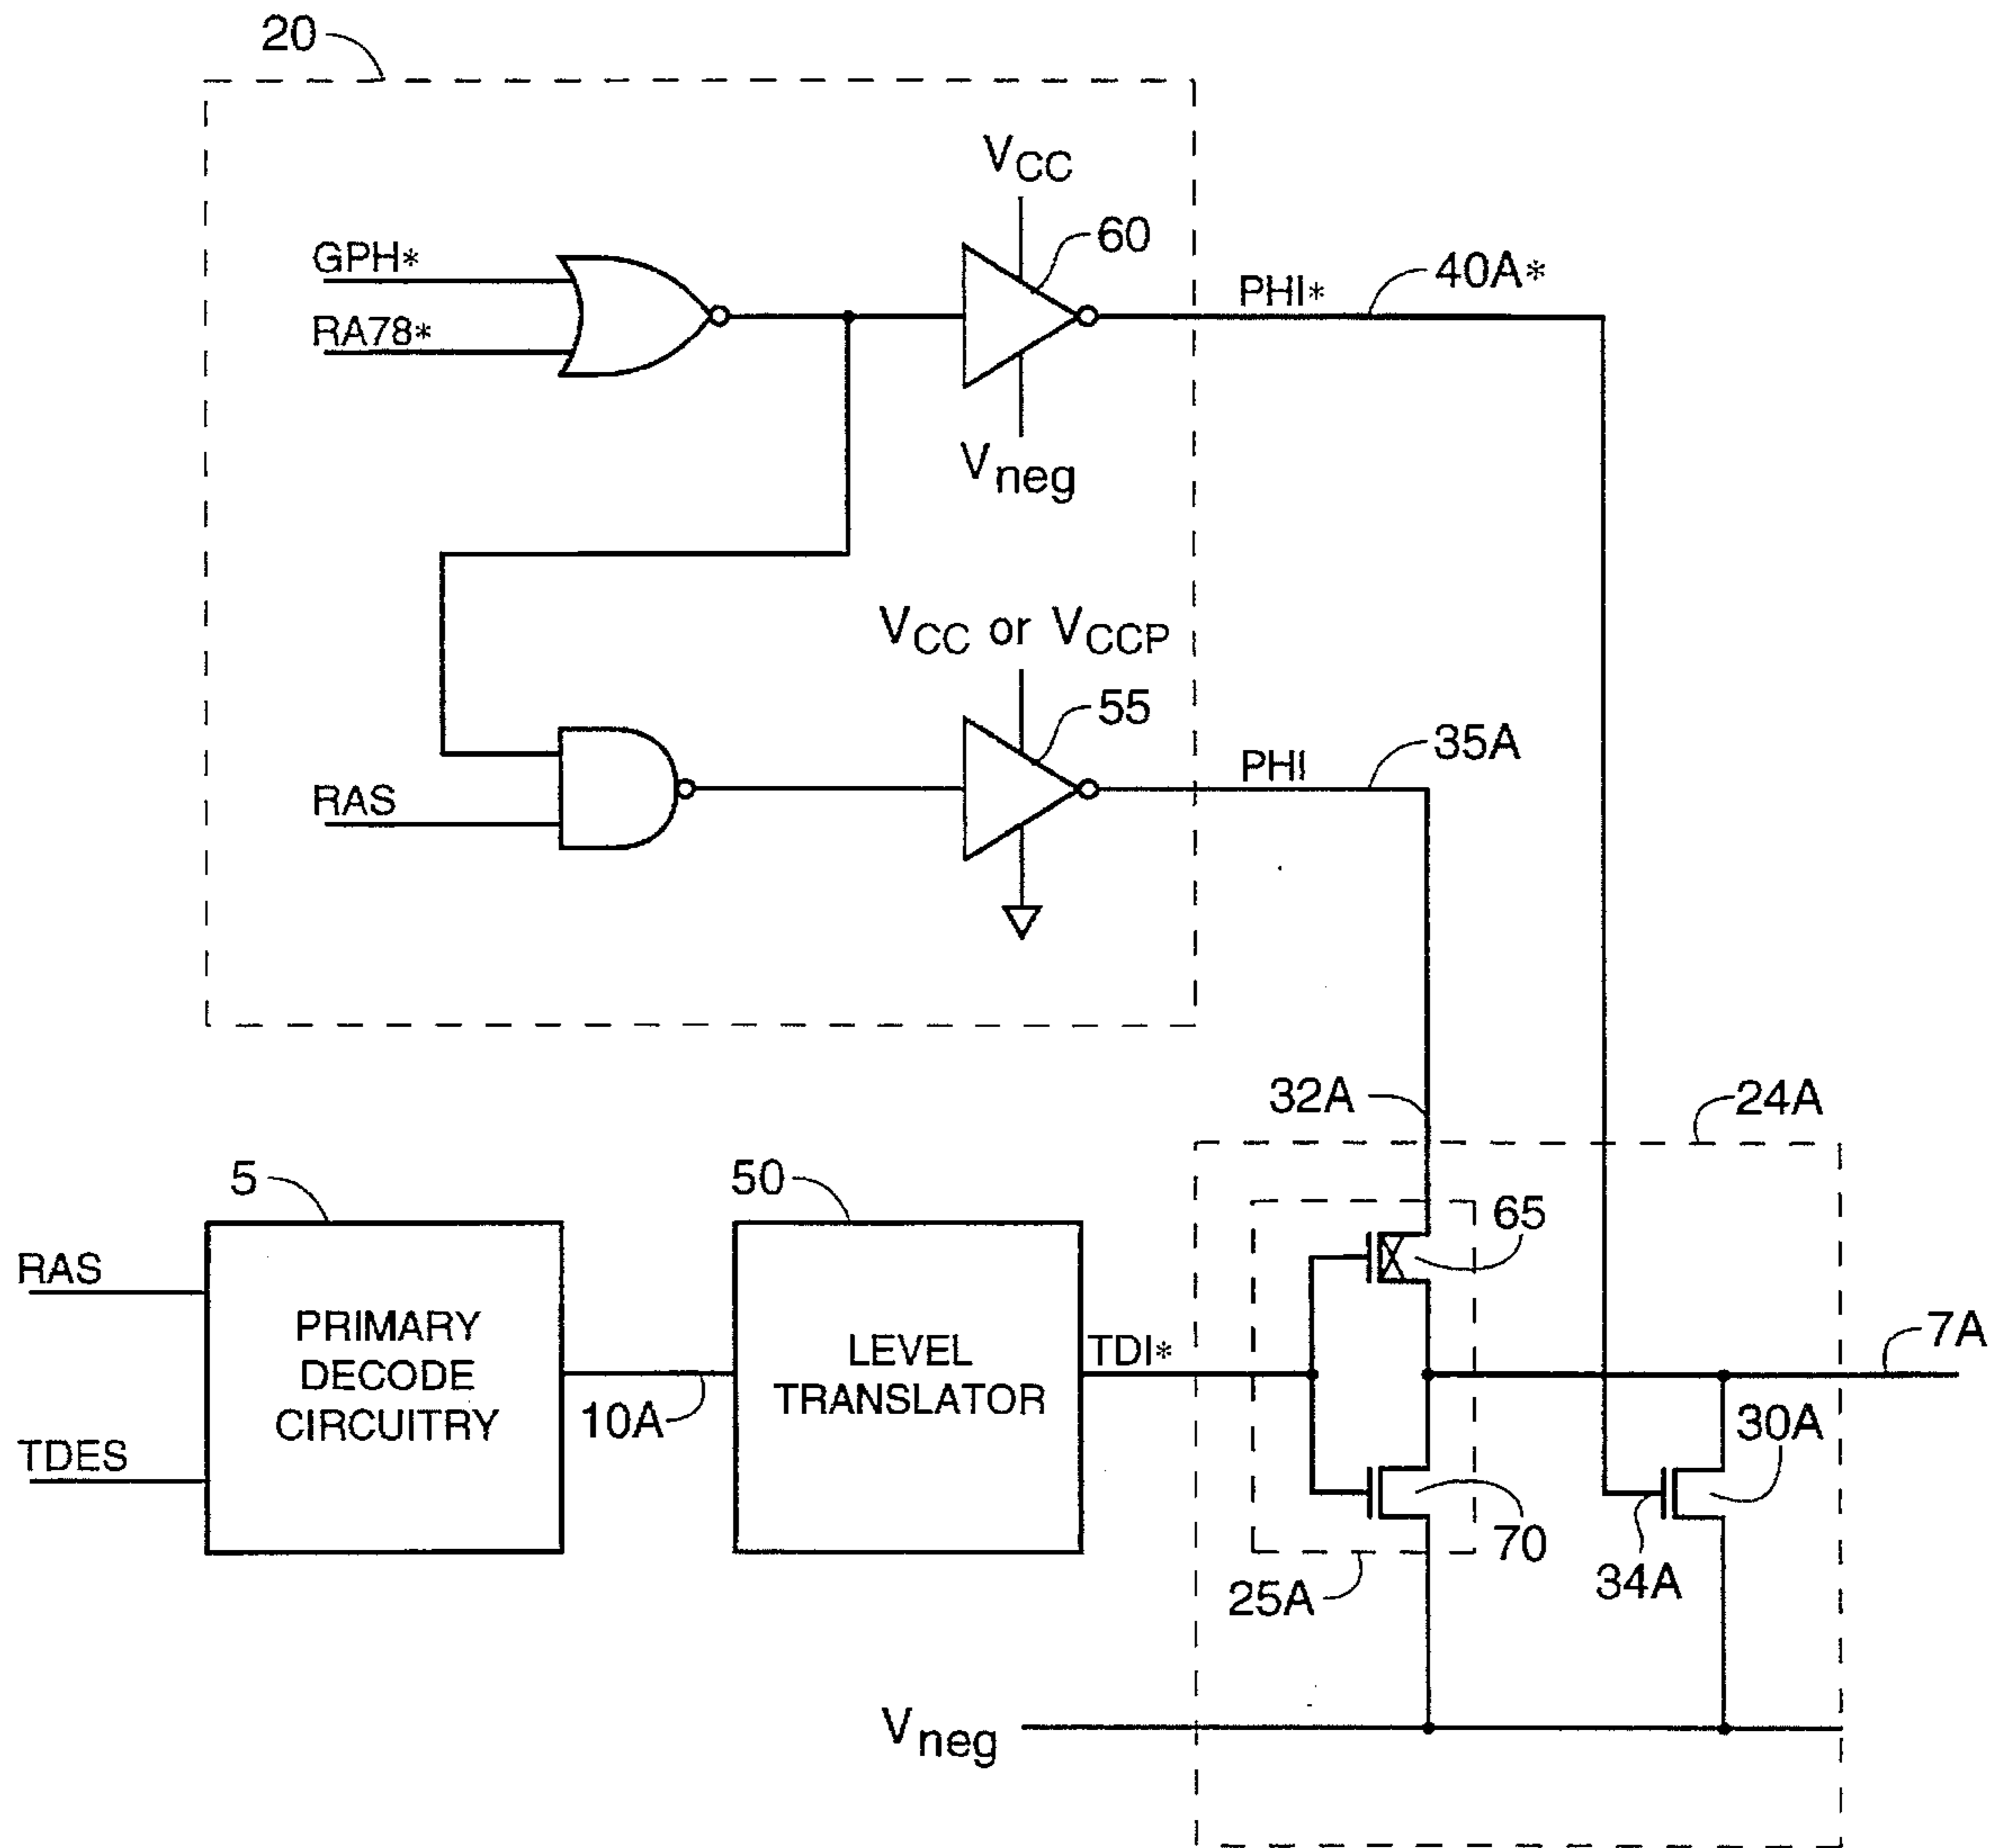 20
VCC
60
GPH*
RA78*
PHI*
40A*
Vneg
VCC or VCCP
55
PHI
35A
RAS
32A
24A
5
50
65
RAS
PRIMARY
DECODE
CIRCUITRY
LEVEL
TRANSLATOR
TDI*
7A
10A
30A
TDES
70
25A
34A
Vneg